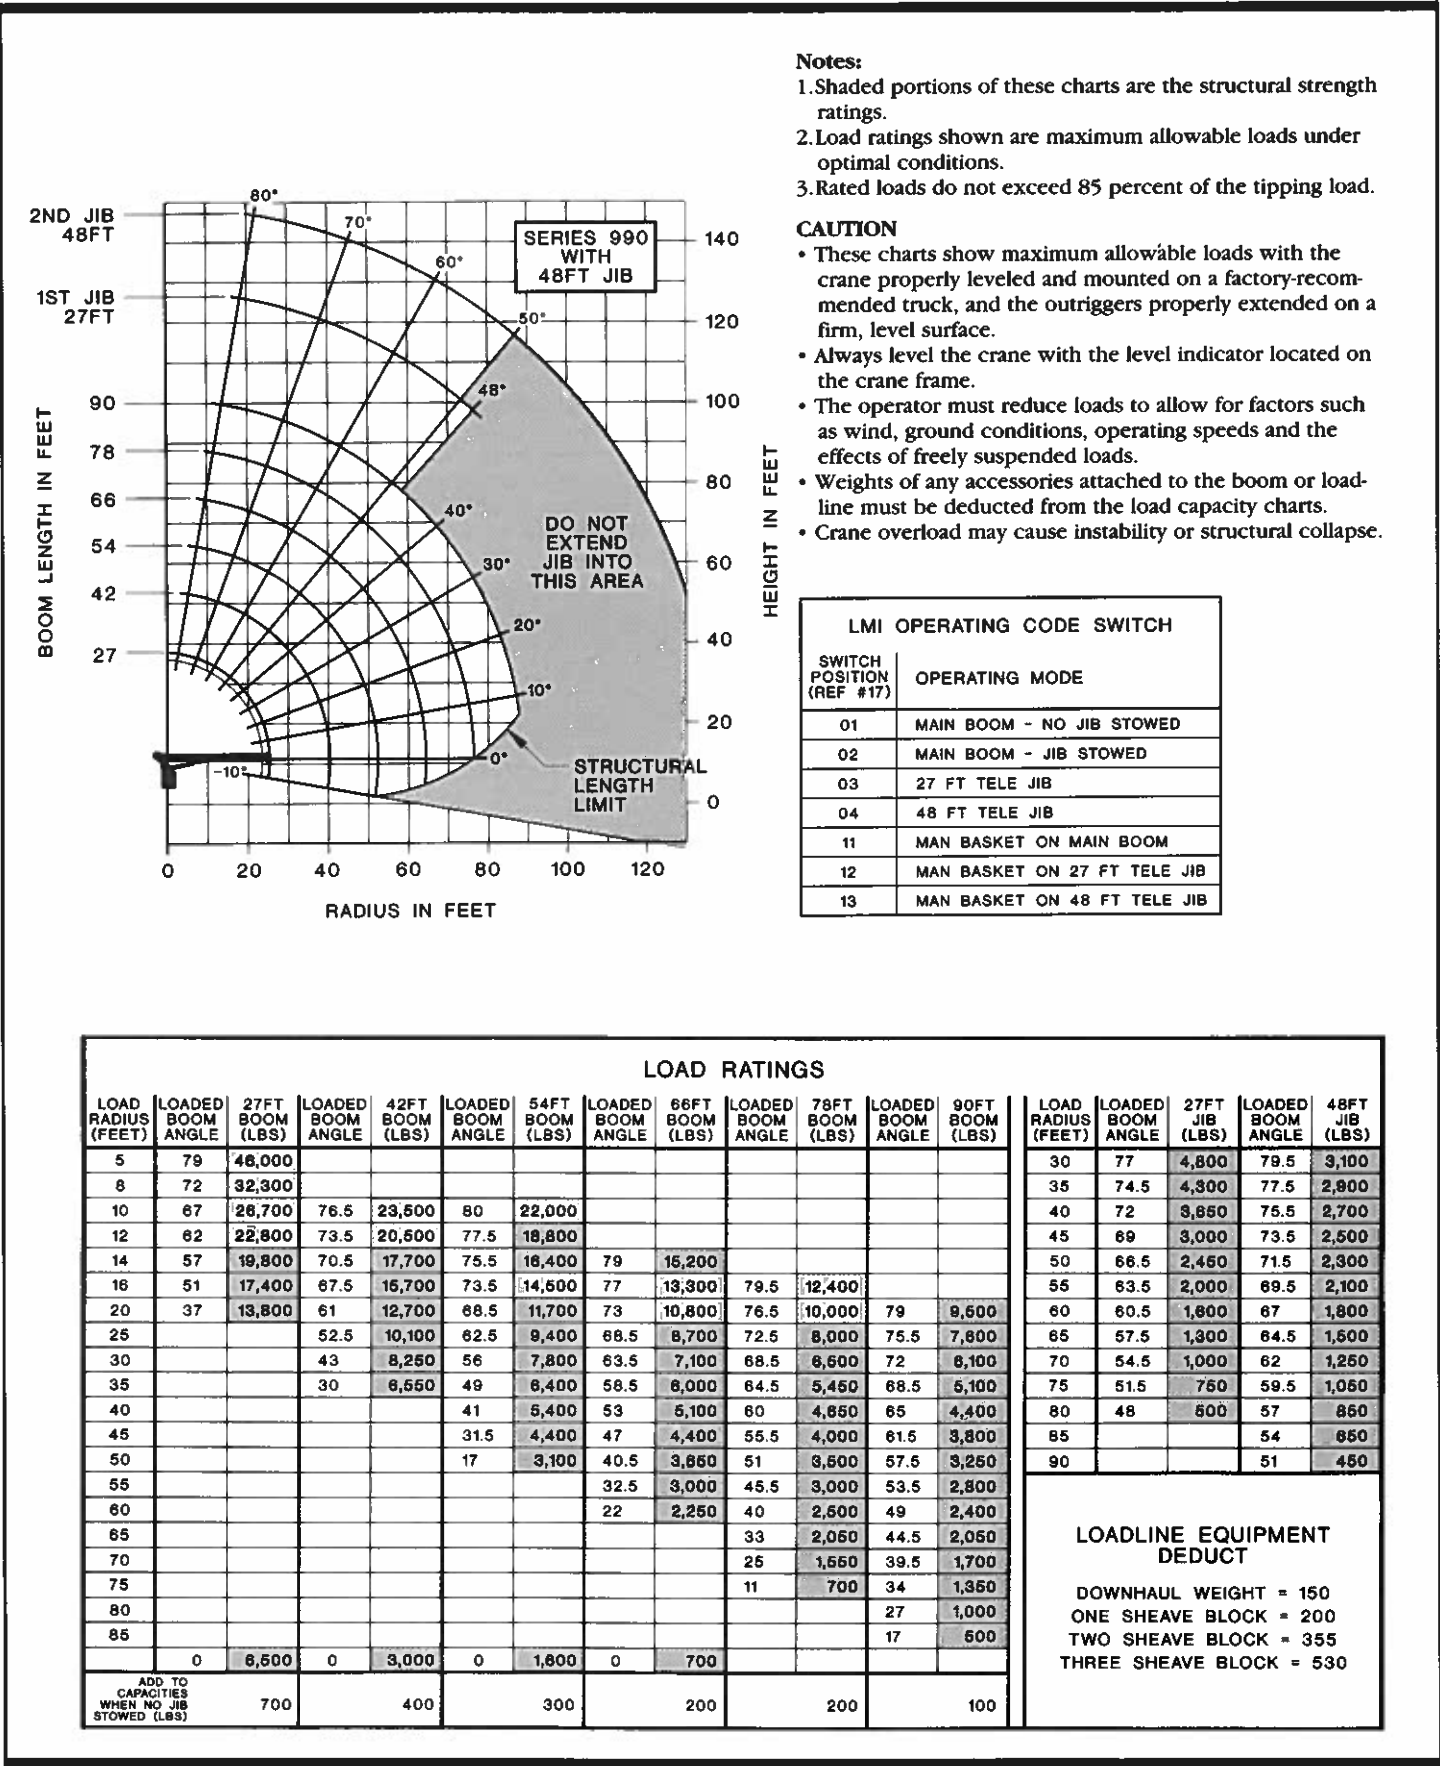 Notes:
1.Shaded portions of these charts are the structural strength
ratings.
2.Load ratings shown are maximum allowable loads under
optimal conditions.
3.Rated loads do not exceed 85 percent of the tipping load.
CAUTION
• These charts show maximum allowable loads with the
crane properly leveled and mounted on a factory-recom-
mended truck, and the outriggers properly extended on a
firm, level surface.
• Always level the crane with the level indicator located on
the crane frame.
• The operator must reduce loads to allow for factors such
as wind, ground conditions, operating speeds and the
effects of freely suspended loads.
• Weights of any accessories attached to the boom or load-
line must be deducted from the load capacity charts.
• Crane overload may cause instability or structural collapse.
SERIES 990
WITH
48FT JIB
2ND JIB
48FT
1ST JIB
27FT
90
78
66
54
42
27
BOOM LENGTH IN FEET
80°
70°
60°
50°
48°
40°
30°
20°
10°
0°
-10°
DO NOT
EXTEND
JIB INTO
THIS AREA
STRUCTURAL
LENGTH
LIMIT
140
120
100
80
60
40
20
0
HEIGHT IN FEET
0 20 40 60 80 100 120
RADIUS IN FEET
LMI OPERATING CODE SWITCH
SWITCH
POSITION
(REF #17)
OPERATING MODE
01 MAIN BOOM - NO JIB STOWED
02 MAIN BOOM - JIB STOWED
03 27 FT TELE JIB
04 48 FT TELE JIB
11 MAN BASKET ON MAIN BOOM
12 MAN BASKET ON 27 FT TELE JIB
13 MAN BASKET ON 48 FT TELE JIB
LOAD RATINGS
LOAD LOADED 27FT LOADED 42FT LOADED 54FT LOADED 66FT LOADED 78FT LOADED 90FT
RADIUS BOOM BOOM BOOM BOOM BOOM BOOM BOOM BOOM BOOM BOOM BOOM BOOM
(FEET) ANGLE (LBS) ANGLE (LBS) ANGLE (LBS) ANGLE (LBS) ANGLE (LBS) ANGLE (LBS)
5 79 46,000
8 72 32,300
10 67 26,700 76.5 23,500 80 22,000
12 62 22,800 73.5 20,500 77.5 18,800
14 57 19,800 70.5 17,700 75.5 16,400 79 15,200
16 51 17,400 67.5 15,700 73.5 14,500 77 13,300 79.5 12,400
20 37 13,800 61 12,700 68.5 11,700 73 10,800 76.5 10,000 79 9,500
25 52.5 10,100 62.5 9,400 68.5 8,700 72.5 8,000 75.5 7,600
30 43 8,250 56 7,800 63.5 7,100 68.5 6,500 72 6,100
35 30 6,550 49 6,400 58.5 6,000 64.5 5,450 68.5 5,100
40 41 5,400 53 5,100 60 4,650 65 4,400
45 31.5 4,400 47 4,400 55.5 4,000 61.5 3,800
50 17 3,100 40.5 3,650 51 3,500 57.5 3,250
55 32.5 3,000 45.5 3,000 53.5 2,800
60 22 2,250 40 2,500 49 2,400
65 33 2,050 44.5 2,050
70 25 1,550 39.5 1,700
75 11 700 34 1,350
80 27 1,000
85 17 500
0 6,500 0 3,000 0 1,600 0 700
ADD TO
CAPACITIES
WHEN NO JIB
STOWED (LBS)
700 400 300 200 200 100
LOAD LOADED 27FT LOADED 48FT
RADIUS BOOM JIB BOOM JIB
(FEET) ANGLE (LBS) ANGLE (LBS)
30 77 4,800 79.5 3,100
35 74.5 4,300 77.5 2,900
40 72 3,650 75.5 2,700
45 69 3,000 73.5 2,500
50 66.5 2,450 71.5 2,300
55 63.5 2,000 69.5 2,100
60 60.5 1,600 67 1,800
65 57.5 1,300 64.5 1,500
70 54.5 1,000 62 1,250
75 51.5 750 59.5 1,050
80 48 500 57 850
85 54 650
90 51 450
LOADLINE EQUIPMENT
DEDUCT
DOWNHAUL WEIGHT = 150
ONE SHEAVE BLOCK = 200
TWO SHEAVE BLOCK = 355
THREE SHEAVE BLOCK = 530